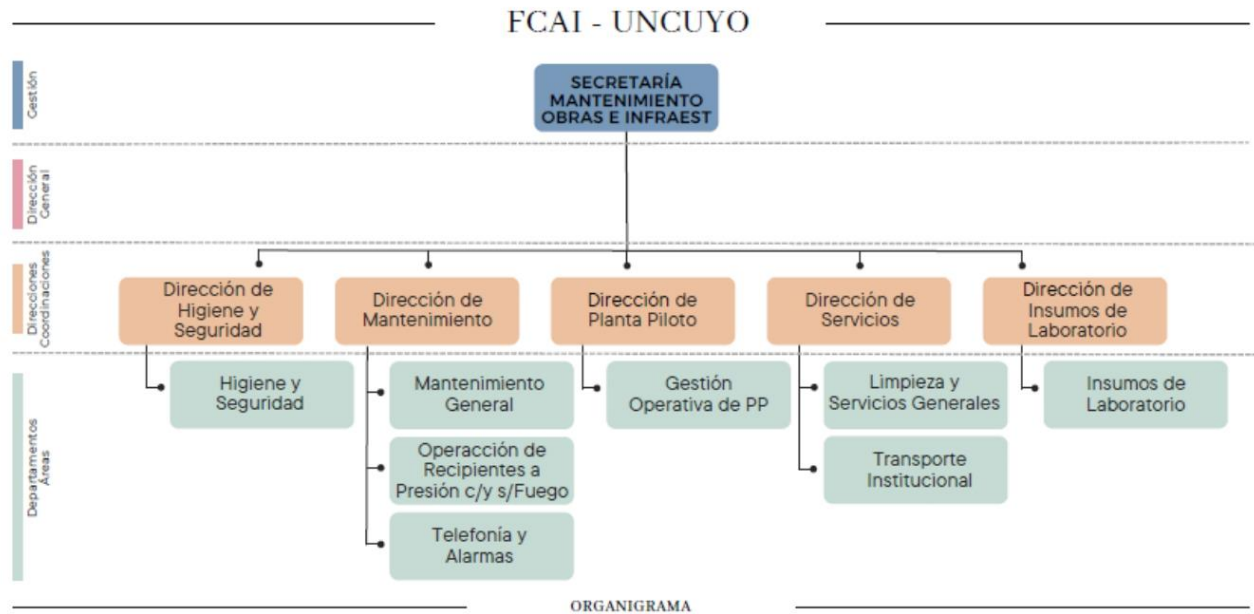 FCAI - UNCUYO
Gestión
SECRETARÍA
MANTENIMIENTO
OBRAS E INFRAEST
Dirección
General
Direcciones
Coordinaciones
Dirección de
Higiene y
Seguridad
Dirección de
Mantenimiento
Dirección de
Planta Piloto
Dirección de
Servicios
Dirección de
Insumos de
Laboratorio
Departamentos
Áreas
Higiene y
Seguridad
Mantenimiento
General
Operacción de
Recipientes a
Presión c/y s/Fuego
Telefonía y
Alarmas
Gestión
Operativa de PP
Limpieza y
Servicios Generales
Transporte
Institucional
Insumos de
Laboratorio
ORGANIGRAMA